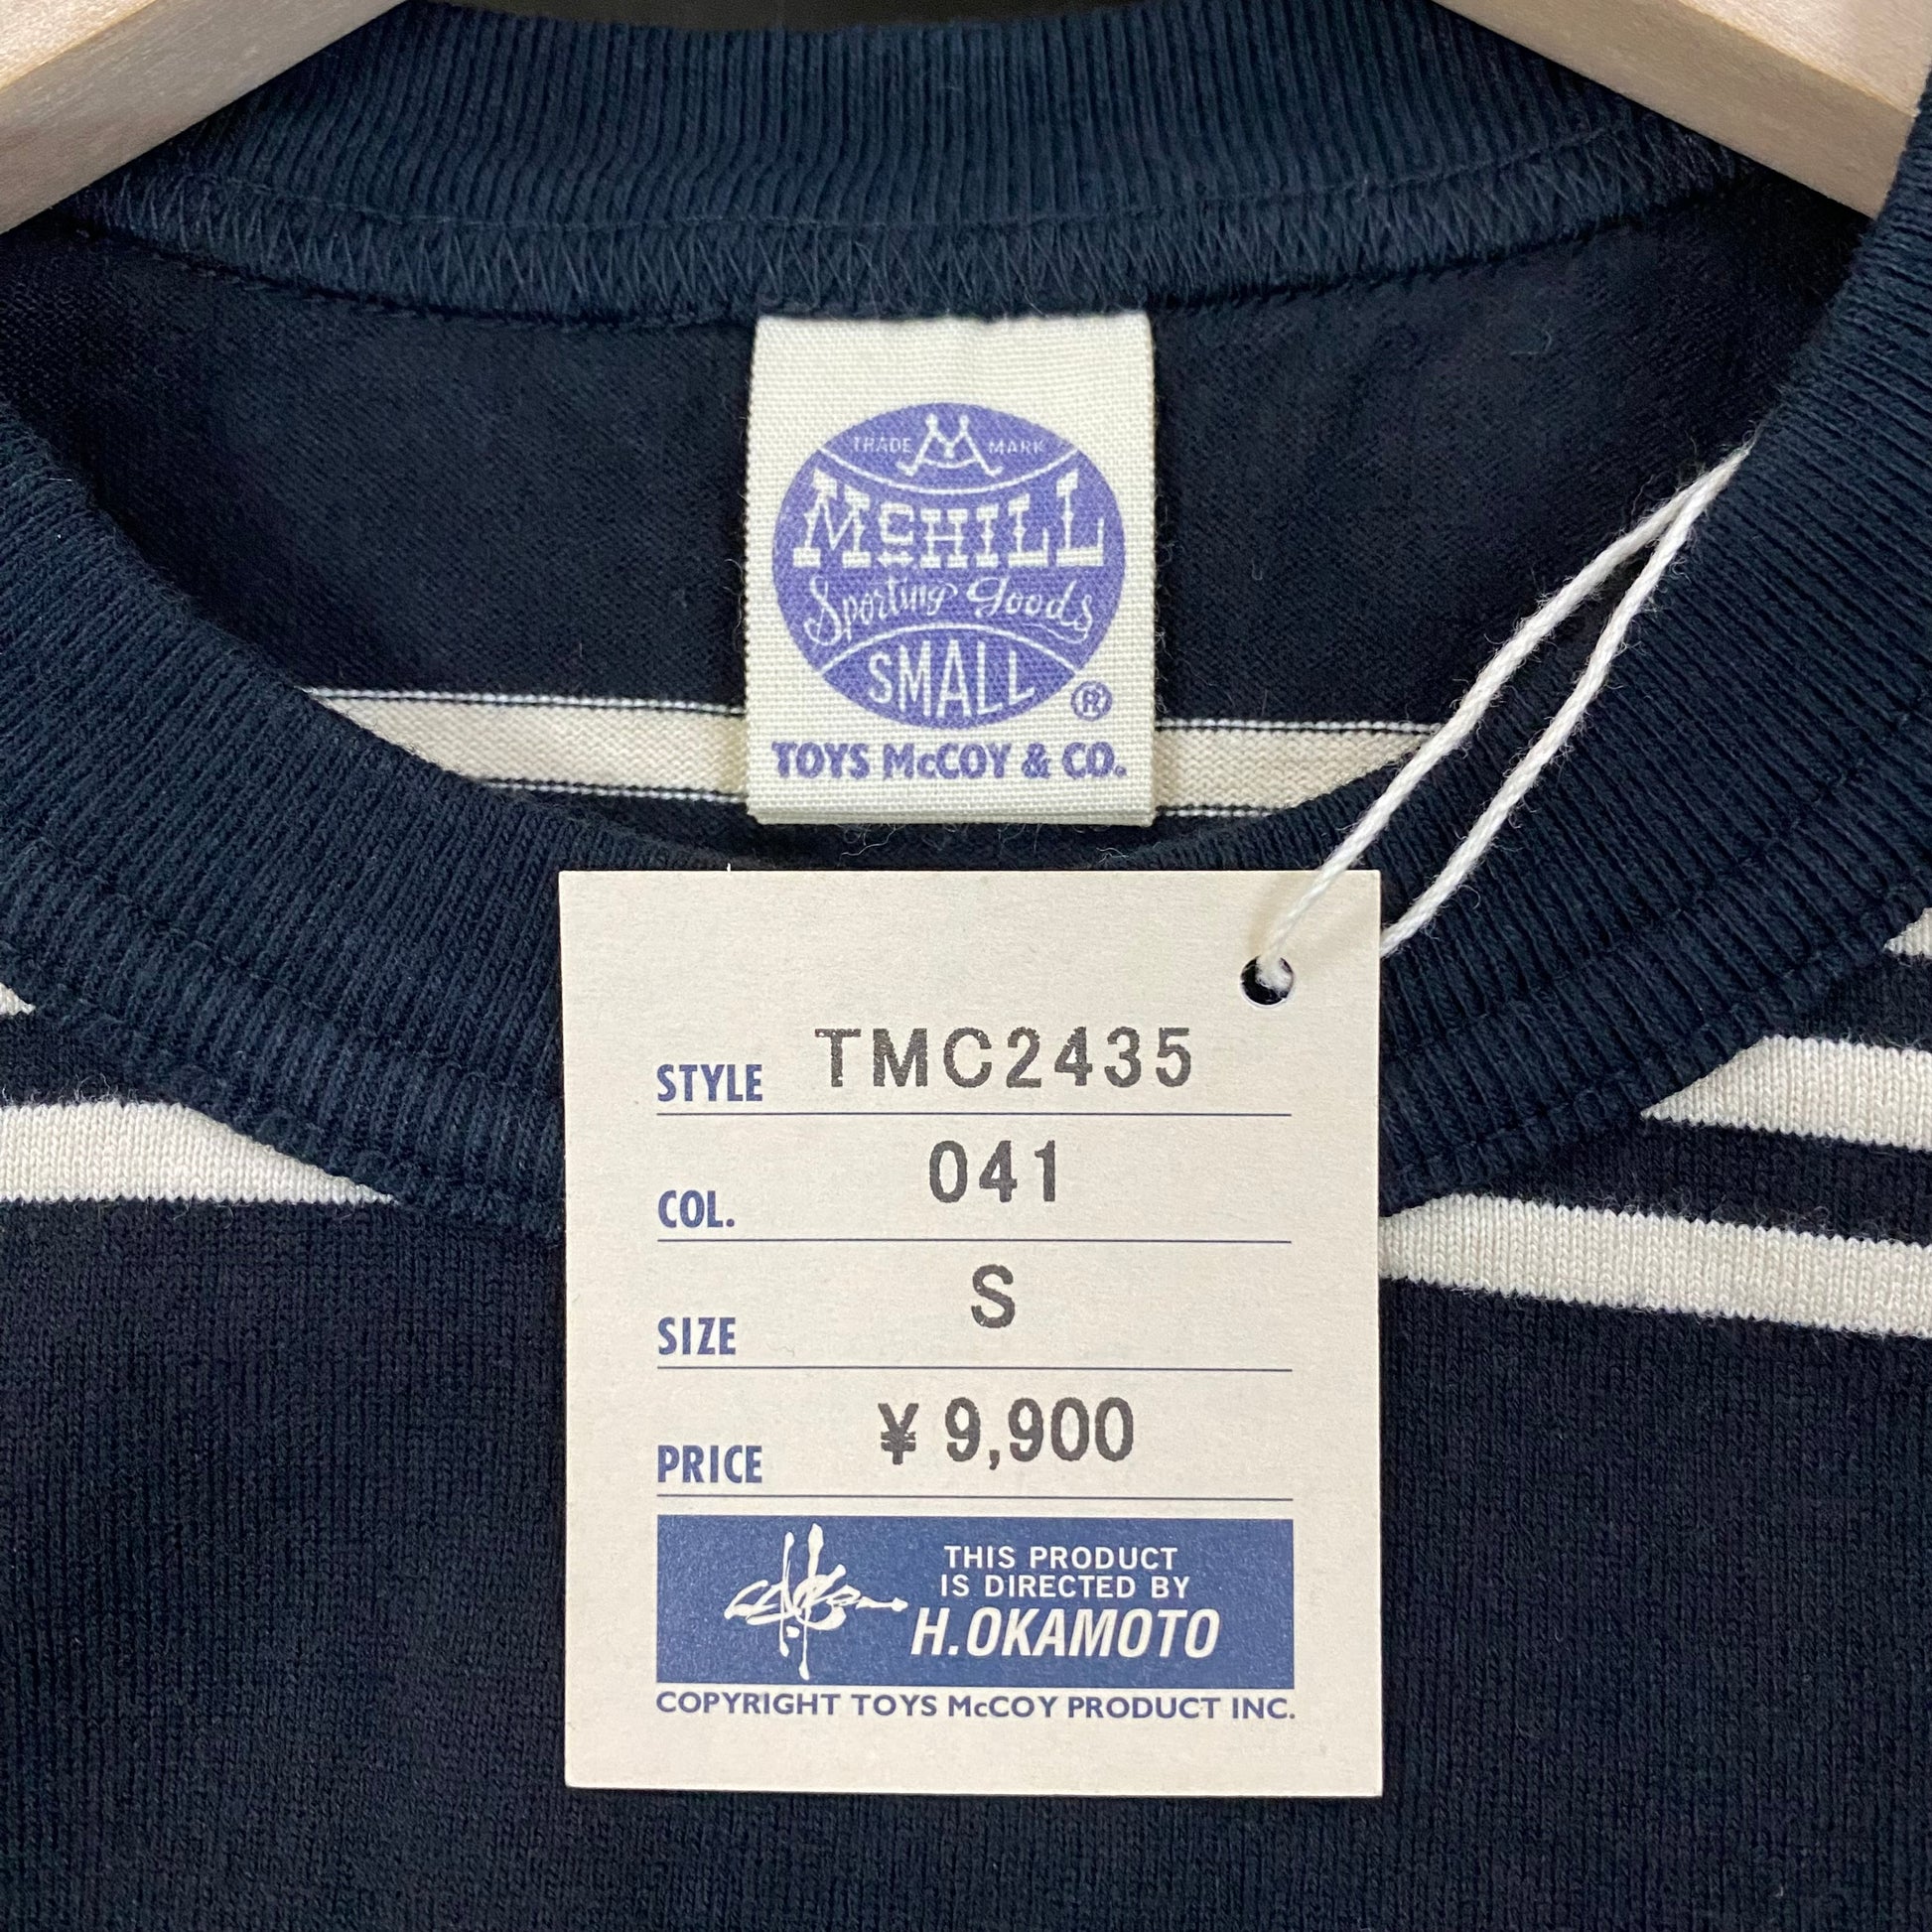 TRADE MARK
McHILL
Sporting Goods
SMALL
®
TOYS McCOY & CO.
STYLE TMC2435
COL. 041
SIZE S
PRICE ¥ 9,900
THIS PRODUCT
IS DIRECTED BY
H.OKAMOTO
COPYRIGHT TOYS McCOY PRODUCT INC.